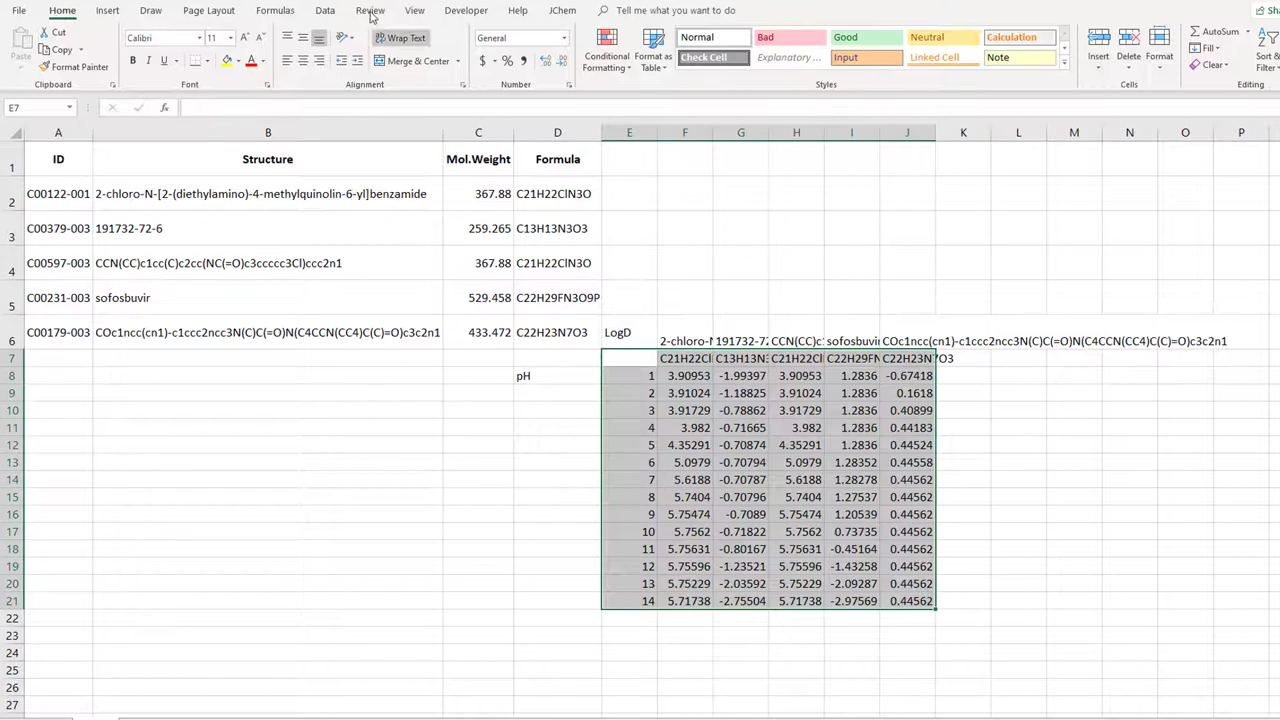 File Home Insert Draw Page Layout Formulas Data Review View Developer Help JChem Tell me what you want to do
Cut
Copy
Paste
Format Painter
Clipboard
Calibri 11
B I U
Font
Wrap Text
Merge & Center
Alignment
General
$ % ,
Number
Conditional Formatting
Format as Table
Normal Bad Good Neutral Calculation
Check Cell Explanatory ... Input Linked Cell Note
Styles
Insert Delete Format
Cells
AutoSum
Fill
Clear
Sort & Filter
Editing
E7
fx
A B C D E F G H I J K L M N O P
1 ID Structure Mol.Weight Formula
2 C00122-001 2-chloro-N-[2-(diethylamino)-4-methylquinolin-6-yl]benzamide 367.88 C21H22ClN3O
3 C00379-003 191732-72-6 259.265 C13H13N3O3
4 C00597-003 CCN(CC)c1cc(C)c2cc(NC(=O)c3ccccc3Cl)ccc2n1 367.88 C21H22ClN3O
5 C00231-003 sofosbuvir 529.458 C22H29FN3O9P
6 C00179-003 COc1ncc(cn1)-c1ccc2ncc3N(C)C(=O)N(C4CCN(CC4)C(C)=O)c3c2n1 433.472 C22H23N7O3 LogD 2-chloro-N 191732-72 CCN(CC)c sofosbuvir COc1ncc(cn1)-c1ccc2ncc3N(C)C(=O)N(C4CCN(CC4)C(C)=O)c3c2n1
7 C21H22Cl C13H13N3 C21H22Cl C22H29FN C22H23N7O3
8 pH 1 3.90953 -1.99397 3.90953 1.2836 -0.67418
9 2 3.91024 -1.18825 3.91024 1.2836 0.1618
10 3 3.91729 -0.78862 3.91729 1.2836 0.40899
11 4 3.982 -0.71665 3.982 1.2836 0.44183
12 5 4.35291 -0.70874 4.35291 1.2836 0.44524
13 6 5.0979 -0.70794 5.0979 1.28352 0.44558
14 7 5.6188 -0.70787 5.6188 1.28278 0.44562
15 8 5.7404 -0.70796 5.7404 1.27537 0.44562
16 9 5.75474 -0.7089 5.75474 1.20539 0.44562
17 10 5.7562 -0.71822 5.7562 0.73735 0.44562
18 11 5.75631 -0.80167 5.75631 -0.45164 0.44562
19 12 5.75596 -1.23521 5.75596 -1.43258 0.44562
20 13 5.75229 -2.03592 5.75229 -2.09287 0.44562
21 14 5.71738 -2.75504 5.71738 -2.97569 0.44562
22
23
24
25
26
27